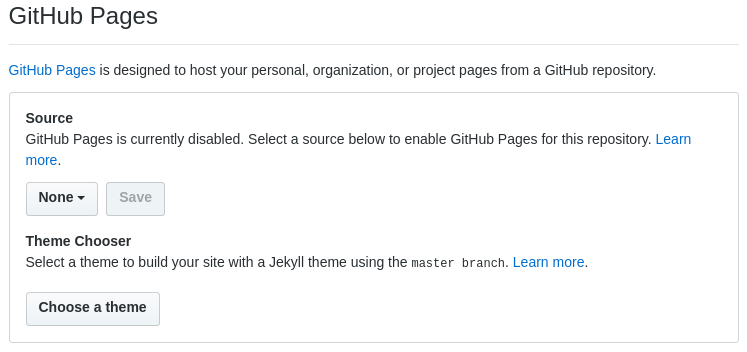 GitHub Pages
GitHub Pages is designed to host your personal, organization, or project pages from a GitHub repository.
Source
GitHub Pages is currently disabled. Select a source below to enable GitHub Pages for this repository. Learn
more.
None Save
Theme Chooser
Select a theme to build your site with a Jekyll theme using the master branch. Learn more.
Choose a theme